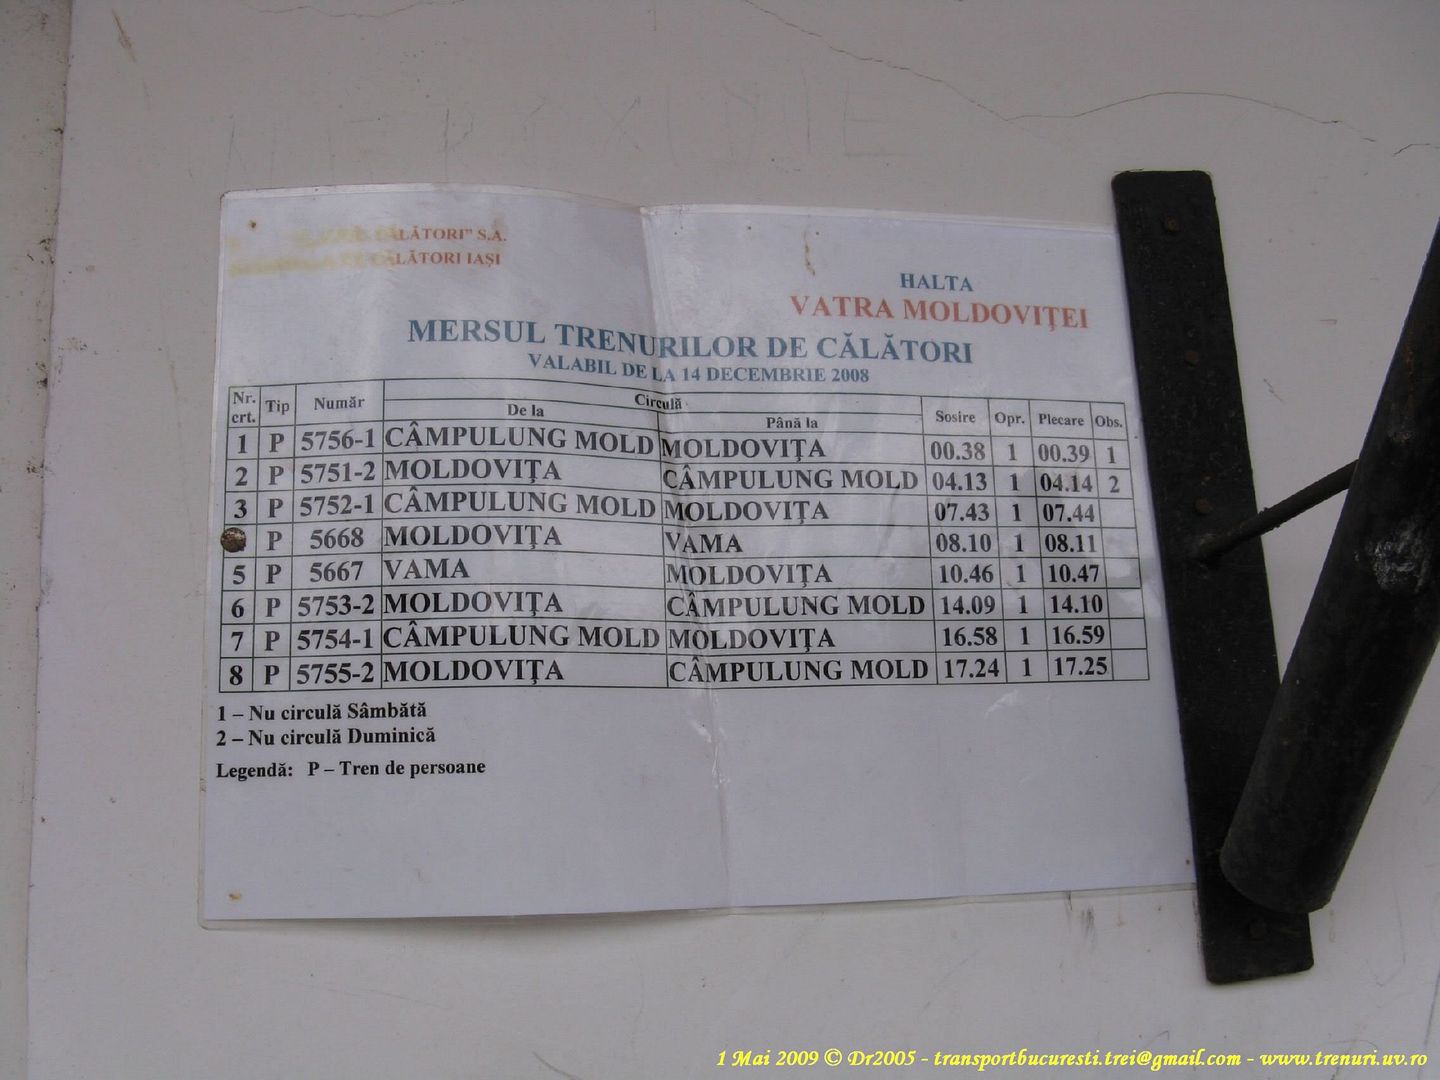 CĂLĂTORI" S.A.
CĂLĂTORI IAŞI
HALTA
VATRA MOLDOVIŢEI
MERSUL TRENURILOR DE CĂLĂTORI
VALABIL DE LA 14 DECEMBRIE 2008
Nr. crt. Tip Număr Circulă De la Până la Sosire Opr. Plecare Obs.
1 P 5756-1 CÂMPULUNG MOLD MOLDOVIŢA 00.38 1 00.39 1
2 P 5751-2 MOLDOVIŢA CÂMPULUNG MOLD 04.13 1 04.14 2
3 P 5752-1 CÂMPULUNG MOLD MOLDOVIŢA 07.43 1 07.44
P 5668 MOLDOVIŢA VAMA 08.10 1 08.11
5 P 5667 VAMA MOLDOVIŢA 10.46 1 10.47
6 P 5753-2 MOLDOVIŢA CÂMPULUNG MOLD 14.09 1 14.10
7 P 5754-1 CÂMPULUNG MOLD MOLDOVIŢA 16.58 1 16.59
8 P 5755-2 MOLDOVIŢA CÂMPULUNG MOLD 17.24 1 17.25
1 – Nu circulă Sâmbătă
2 – Nu circulă Duminică
Legendă: P – Tren de persoane
1 Mai 2009 © Dr2005 - transportbucuresti.trei@gmail.com - www.trenuri.uv.ro